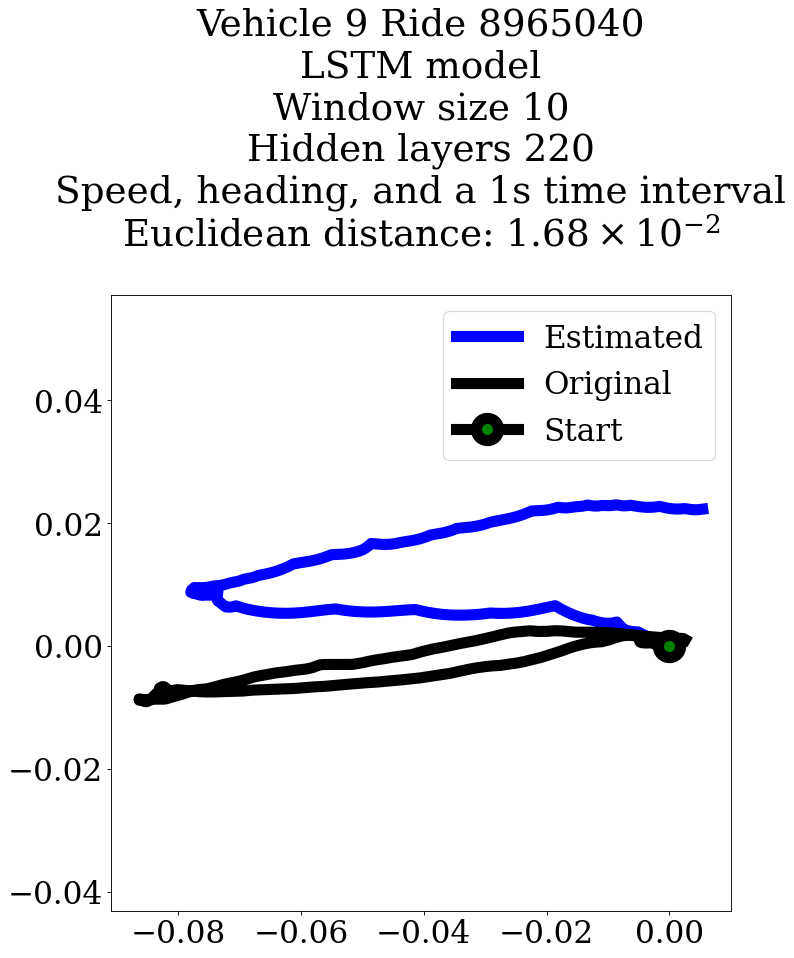 Vehicle 9 Ride 8965040
LSTM model
Window size 10
Hidden layers 220
Speed, heading, and a 1s time interval
Euclidean distance: 1.68 × 10⁻²
Estimated
Original
Start
0.04
0.02
0.00
−0.02
−0.04
−0.08 −0.06 −0.04 −0.02 0.00